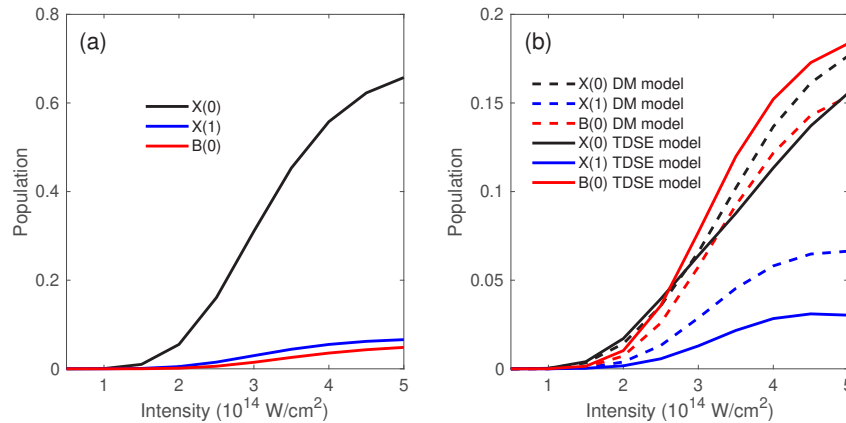 (a)
0.8
0.6
0.4
0.2
0
Population
X(0)
X(1)
B(0)
1
2
3
4
5
Intensity (10^14 W/cm^2)
(b)
0.2
0.15
0.1
0.05
0
Population
X(0) DM model
X(1) DM model
B(0) DM model
X(0) TDSE model
X(1) TDSE model
B(0) TDSE model
1
2
3
4
5
Intensity (10^14 W/cm^2)